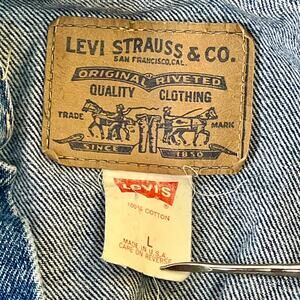 LEVI STRAUSS & CO.
SAN FRANCISCO, CAL.
ORIGINAL RIVETED
QUALITY CLOTHING
TRADE MARK
SINCE 1850
LEVI'S
100% COTTON
L
MADE IN U.S.A.
CARE ON REVERSE